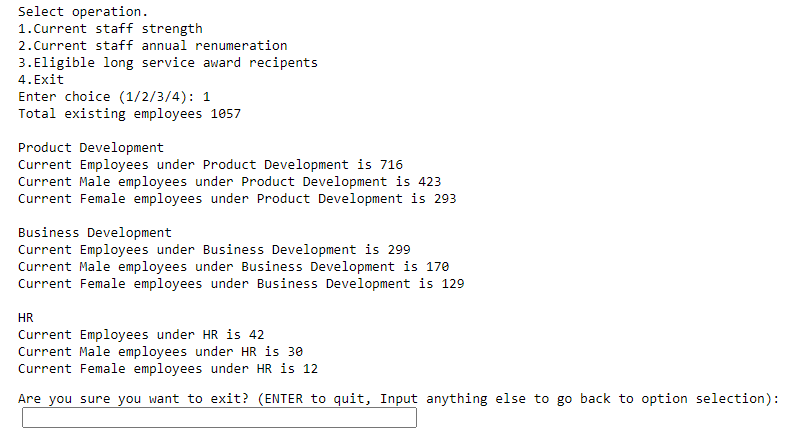 Select operation.
1.Current staff strength
2.Current staff annual renumeration
3.Eligible long service award recipents
4.Exit
Enter choice (1/2/3/4): 1
Total existing employees 1057
Product Development
Current Employees under Product Development is 716
Current Male employees under Product Development is 423
Current Female employees under Product Development is 293
Business Development
Current Employees under Business Development is 299
Current Male employees under Business Development is 170
Current Female employees under Business Development is 129
HR
Current Employees under HR is 42
Current Male employees under HR is 30
Current Female employees under HR is 12
Are you sure you want to exit? (ENTER to quit, Input anything else to go back to option selection):